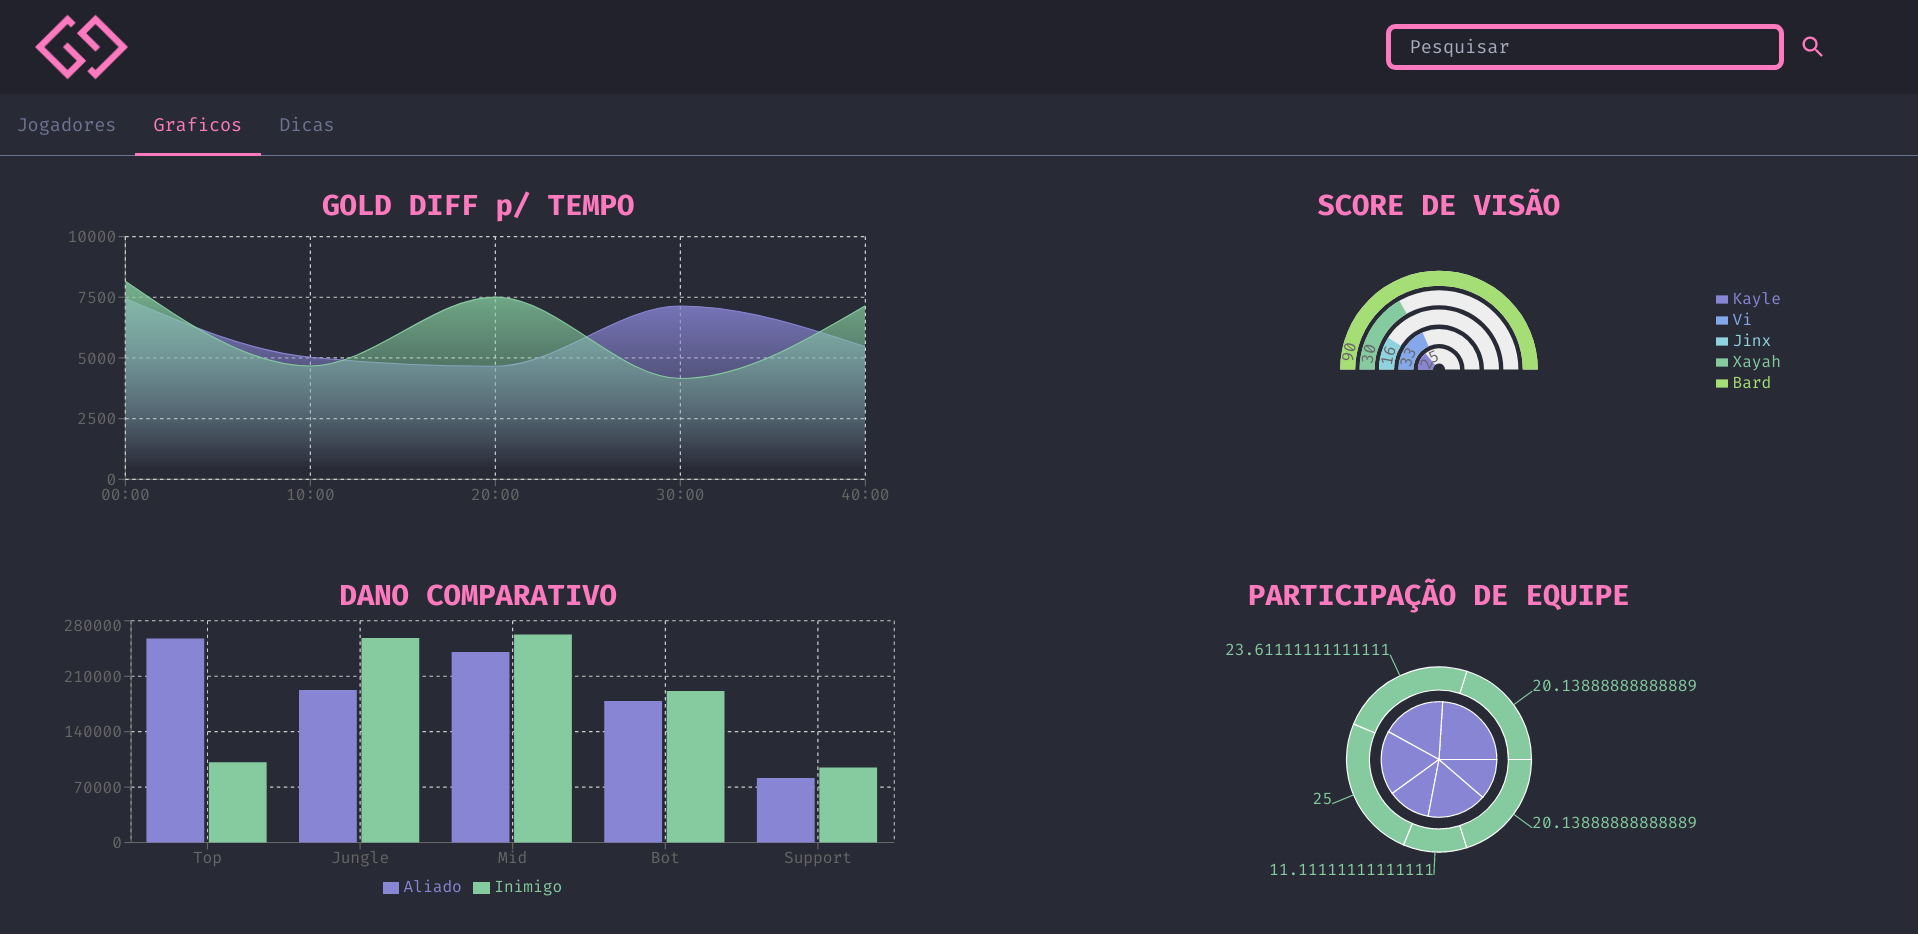 Pesquisar
Jogadores Graficos Dicas
GOLD DIFF p/ TEMPO
10000
7500
5000
2500
0
00:00 10:00 20:00 30:00 40:00
SCORE DE VISÃO
90 30 16 33 25
Kayle
Vi
Jinx
Xayah
Bard
DANO COMPARATIVO
280000
210000
140000
70000
0
Top Jungle Mid Bot Support
Aliado Inimigo
PARTICIPAÇÃO DE EQUIPE
23.61111111111111
20.13888888888889
25
20.13888888888889
11.11111111111111